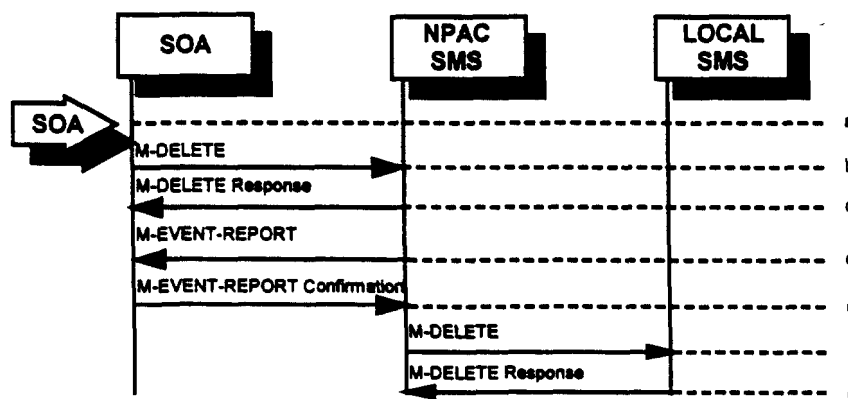 SOA
NPAC
SMS
LOCAL
SMS
SOA
M-DELETE
M-DELETE Response
M-EVENT-REPORT
M-EVENT-REPORT Confirmation
M-DELETE
M-DELETE Response